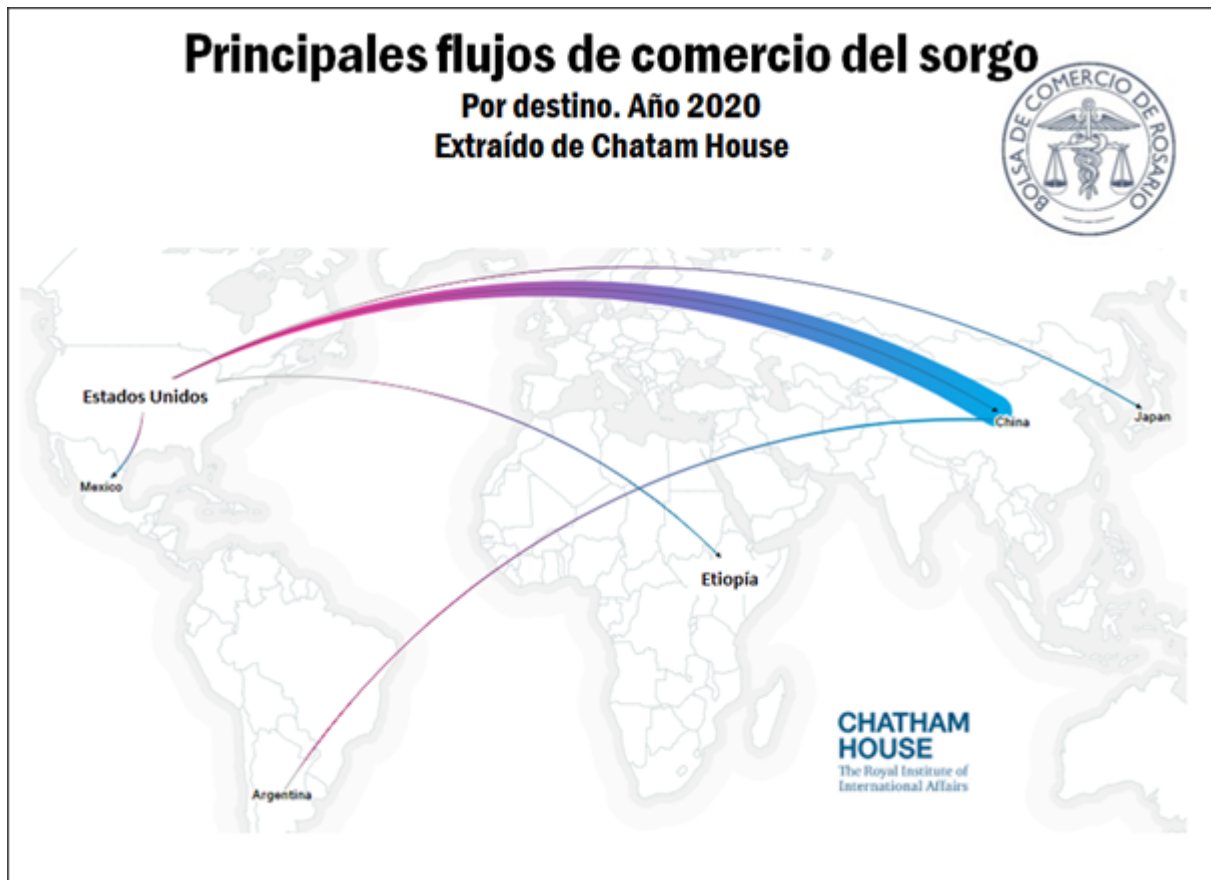 Principales flujos de comercio del sorgo
Por destino. Año 2020
Extraído de Chatam House
BOLSA DE COMERCIO DE ROSARIO
Estados Unidos
China
Japan
Mexico
Etiopía
CHATHAM
HOUSE
The Royal Institute of
International Affairs
Argentina